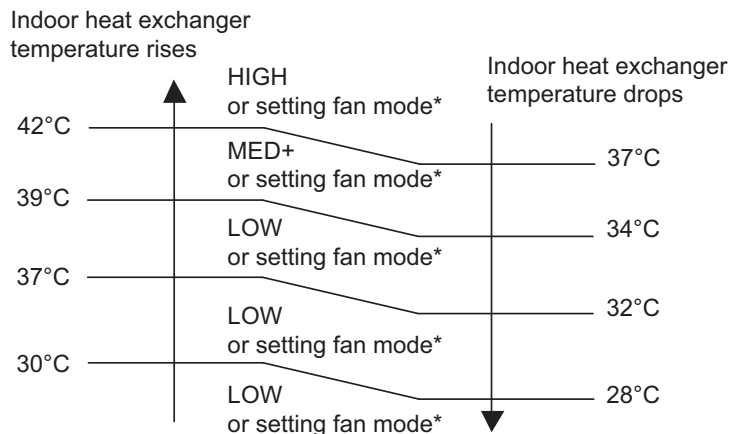 Indoor heat exchanger
temperature rises
Indoor heat exchanger
temperature drops
HIGH
or setting fan mode*
42°C
37°C
MED+
or setting fan mode*
39°C
34°C
LOW
or setting fan mode*
37°C
32°C
LOW
or setting fan mode*
30°C
28°C
LOW
or setting fan mode*